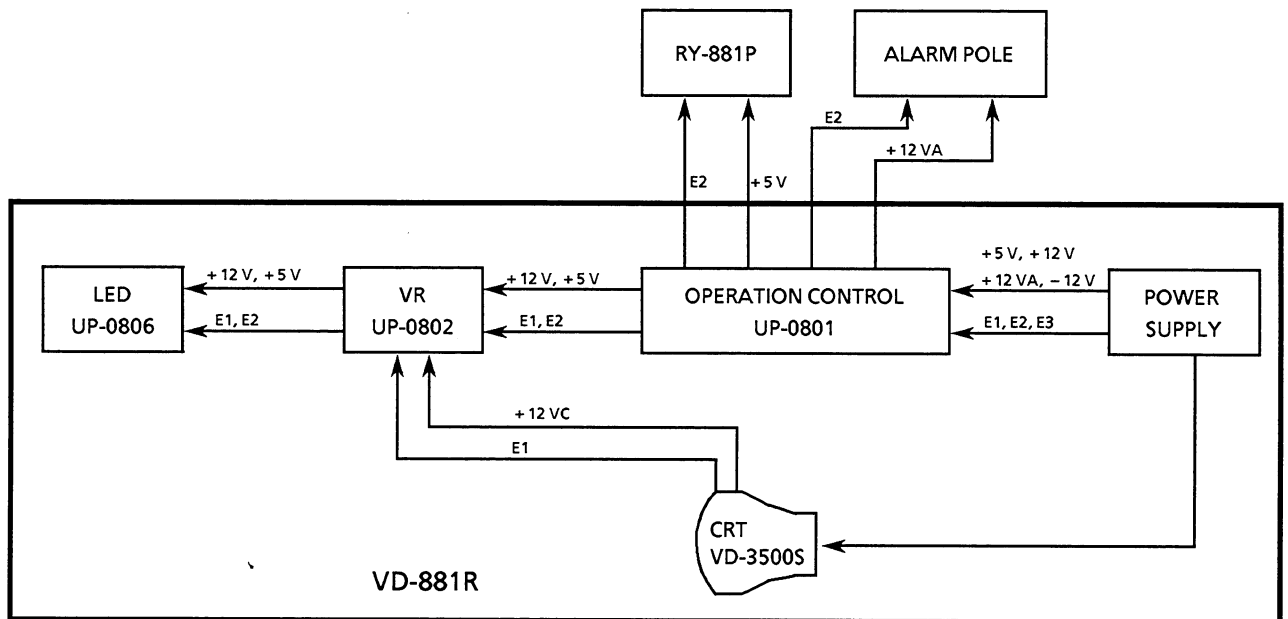 RY-881P
ALARM POLE
E2
+ 12 VA
E2
+ 5 V
+ 5 V, + 12 V
+ 12 V, + 5 V
+ 12 V, + 5 V
+ 12 VA, – 12 V
LED
UP-0806
VR
UP-0802
OPERATION CONTROL
UP-0801
POWER
SUPPLY
E1, E2
E1, E2
E1, E2, E3
+ 12 VC
E1
CRT
VD-3500S
VD-881R